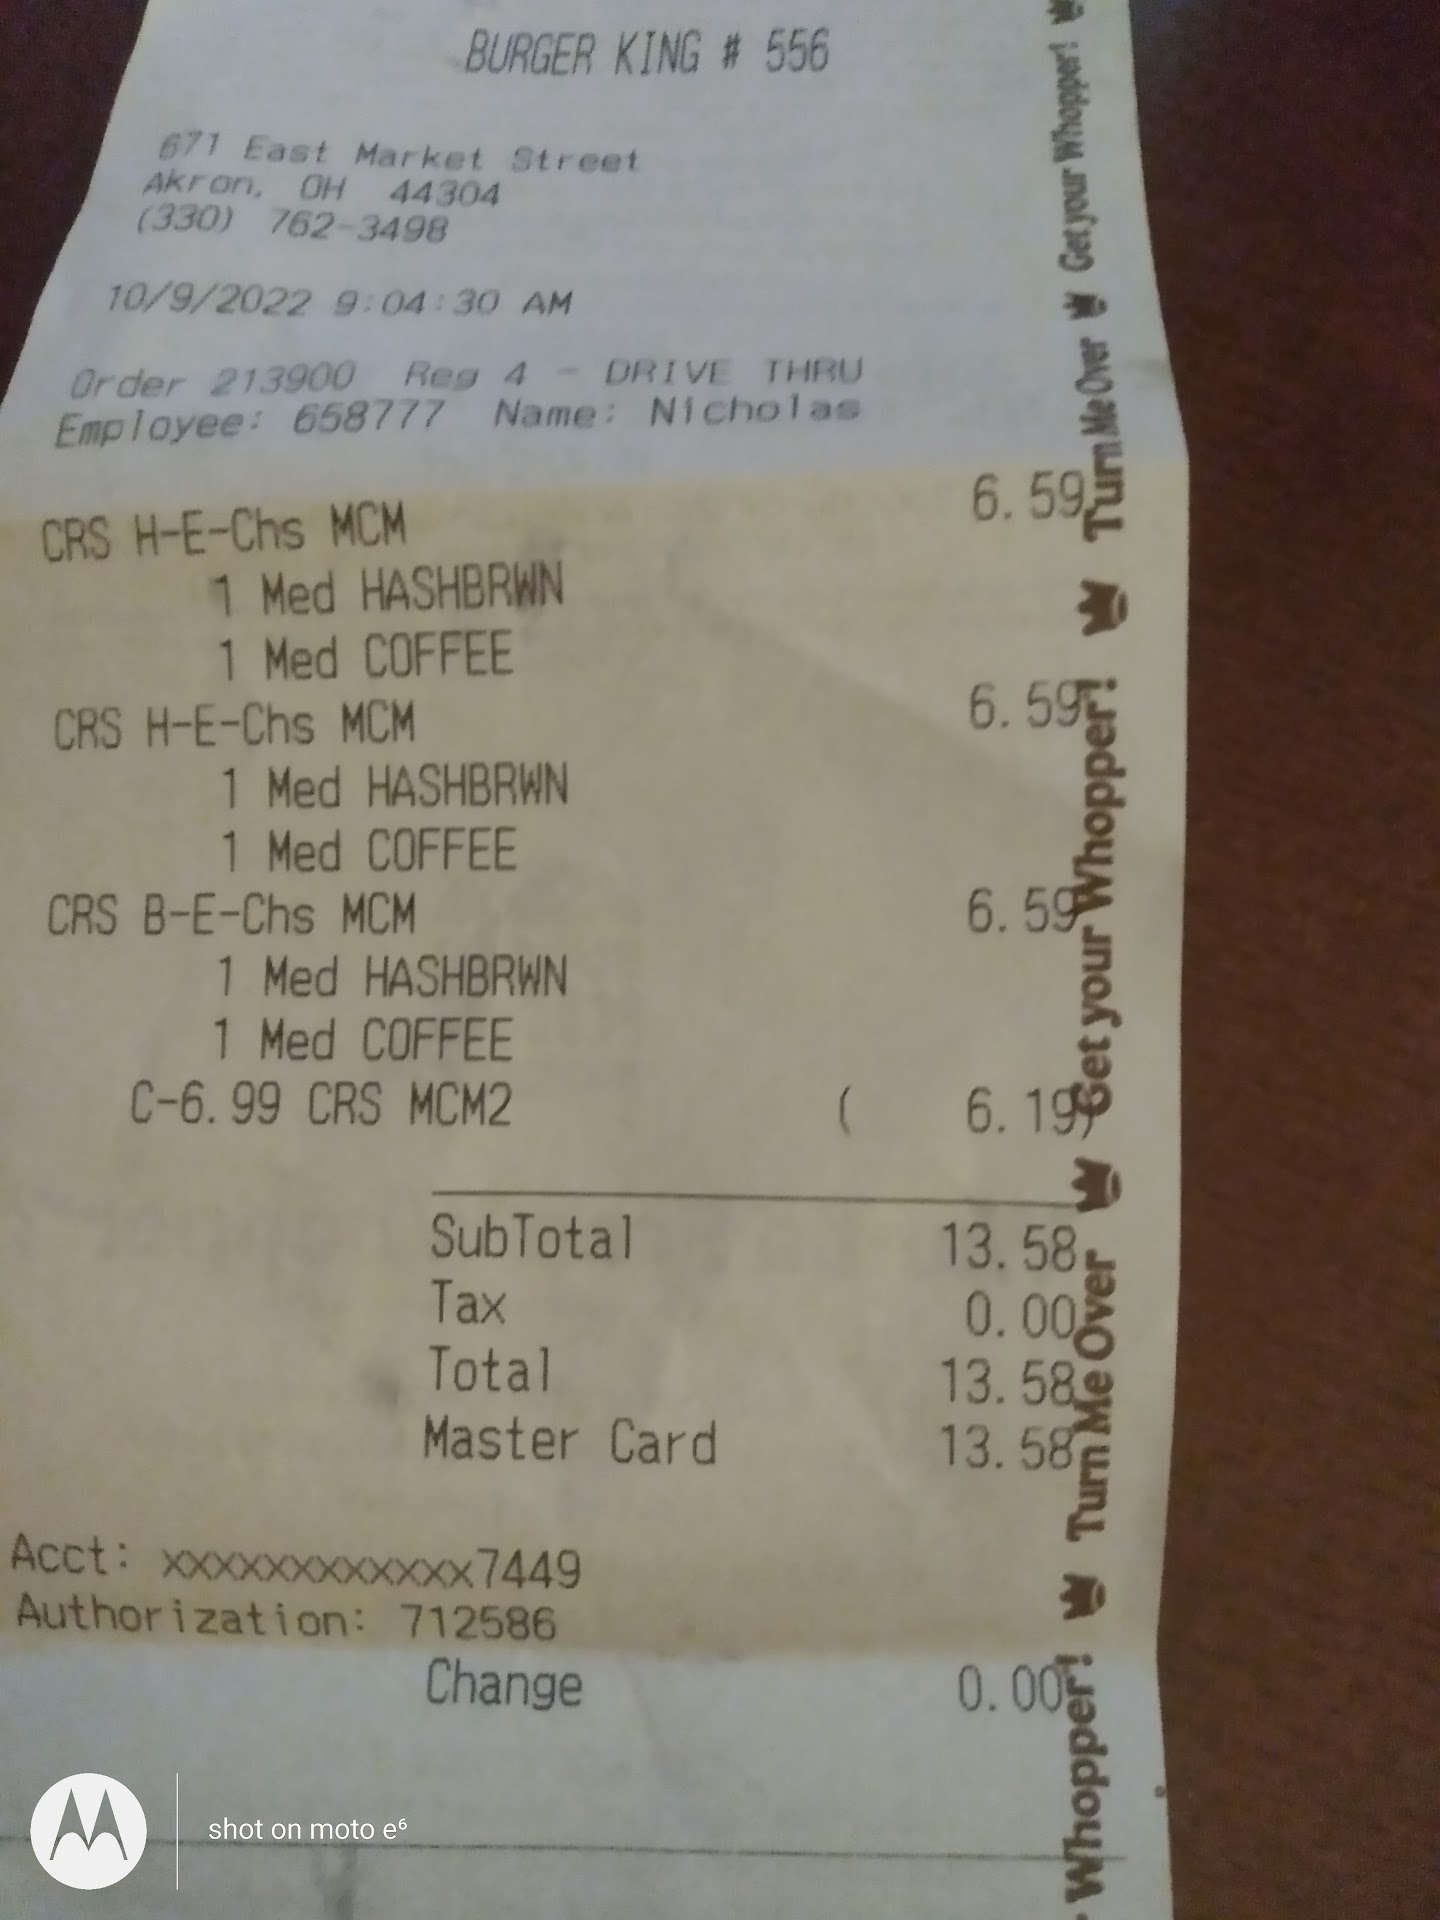 BURGER KING # 556
671 East Market Street
Akron, OH 44304
(330) 762-3498
10/9/2022 9:04:30 AM
Order 213900 Reg 4 - DRIVE THRU
Employee: 658777 Name: Nicholas
CRS H-E-Chs MCM 6.59
1 Med HASHBRWN
1 Med COFFEE
CRS H-E-Chs MCM 6.59
1 Med HASHBRWN
1 Med COFFEE
CRS B-E-Chs MCM 6.59
1 Med HASHBRWN
1 Med COFFEE
C-6.99 CRS MCM2 ( 6.19)
SubTotal 13.58
Tax 0.00
Total 13.58
Master Card 13.58
Acct: xxxxxxxxxxxx7449
Authorization: 712586
Change 0.00
Whopper! Turn Me Over Get your Whopper! Turn Me Over Get your Whopper!
shot on moto e⁶